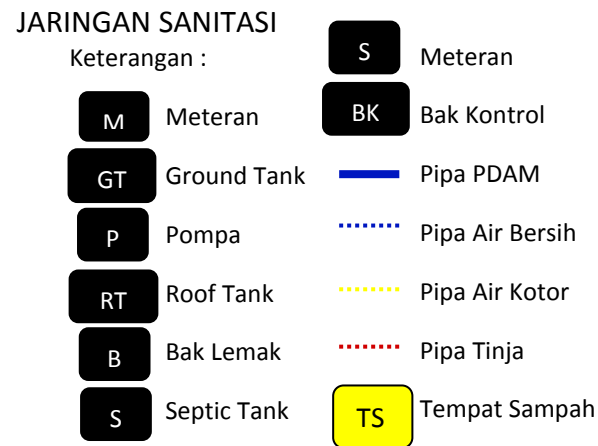 JARINGAN SANITASI
Keterangan :
M Meteran
GT Ground Tank
P Pompa
RT Roof Tank
B Bak Lemak
S Septic Tank
S Meteran
BK Bak Kontrol
Pipa PDAM
Pipa Air Bersih
Pipa Air Kotor
Pipa Tinja
TS Tempat Sampah